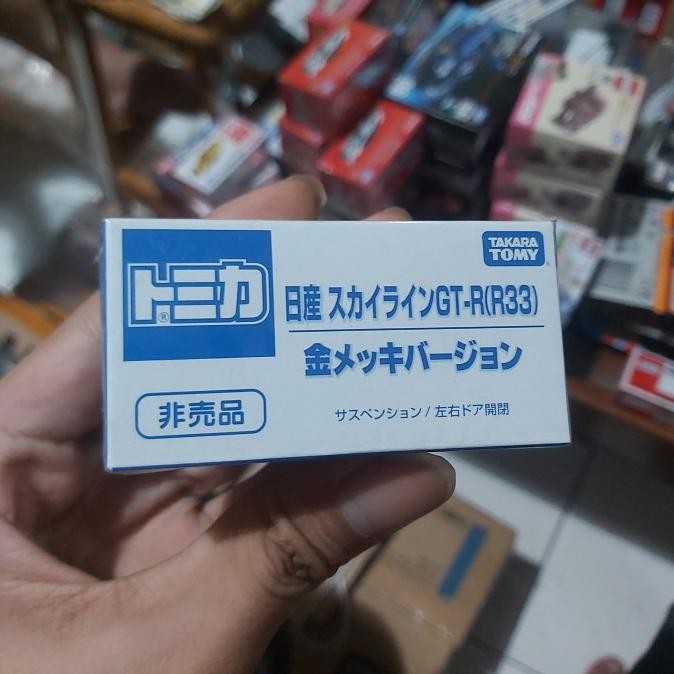 トミカ
®
TAKARA
TOMY
日産 スカイラインGT-R(R33)
金メッキバージョン
非売品
サスペンション / 左右ドア開閉